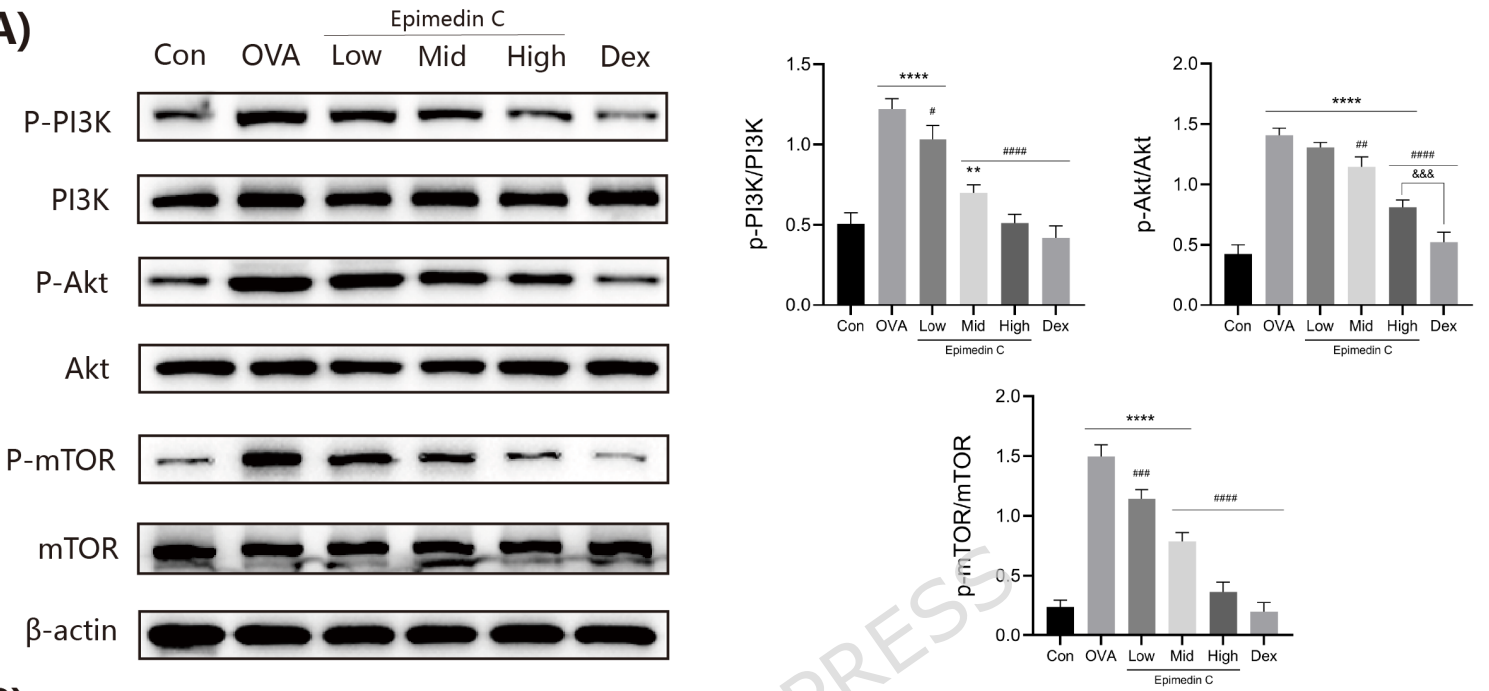 A)
Epimedin C
Con OVA Low Mid High Dex
P-PI3K
PI3K
P-Akt
Akt
P-mTOR
mTOR
β-actin
p-PI3K/PI3K
1.5
1.0
0.5
0.0
****
#
**
####
Con OVA Low Mid High Dex
Epimedin C
p-Akt/Akt
2.0
1.5
1.0
0.5
0.0
****
##
####
&&&
Con OVA Low Mid High Dex
Epimedin C
p-mTOR/mTOR
2.0
1.5
1.0
0.5
0.0
****
###
####
Con OVA Low Mid High Dex
Epimedin C
PRESS